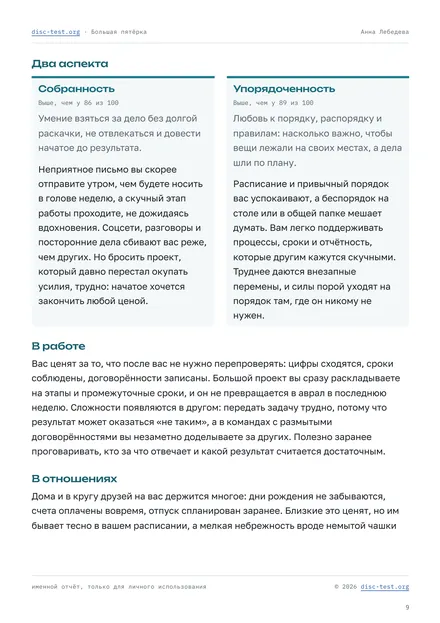 disc-test.org · Большая пятёрка
Анна Лебедева
Два аспекта
Собранность
Выше, чем у 86 из 100
Умение взяться за дело без долгой
раскачки, не отвлекаться и довести
начатое до результата.
Неприятное письмо вы скорее
отправите утром, чем будете носить
в голове неделю, а скучный этап
работы проходите, не дожидаясь
вдохновения. Соцсети, разговоры и
посторонние дела сбивают вас реже,
чем других. Но бросить проект,
который давно перестал окупать
усилия, трудно: начатое хочется
закончить любой ценой.
Упорядоченность
Выше, чем у 89 из 100
Любовь к порядку, распорядку и
правилам: насколько важно, чтобы
вещи лежали на своих местах, а дела
шли по плану.
Расписание и привычный порядок
вас успокаивают, а беспорядок на
столе или в общей папке мешает
думать. Вам легко поддерживать
процессы, сроки и отчётность,
которые другим кажутся скучными.
Труднее даются внезапные
перемены, и силы порой уходят на
порядок там, где он никому не
нужен.
В работе
Вас ценят за то, что после вас не нужно перепроверять: цифры сходятся, сроки
соблюдены, договорённости записаны. Большой проект вы сразу раскладываете
на этапы и промежуточные сроки, и он не превращается в аврал в последнюю
неделю. Сложности появляются в другом: передать задачу трудно, потому что
результат может оказаться «не таким», а в командах с размытыми
договорённостями вы незаметно доделываете за других. Полезно заранее
проговаривать, кто за что отвечает и какой результат считается достаточным.
В отношениях
Дома и в кругу друзей на вас держится многое: дни рождения не забываются,
счета оплачены вовремя, отпуск спланирован заранее. Близкие это ценят, но им
бывает тесно в вашем расписании, а мелкая небрежность вроде немытой чашки
именной отчёт, только для личного использования
© 2026 disc-test.org
9